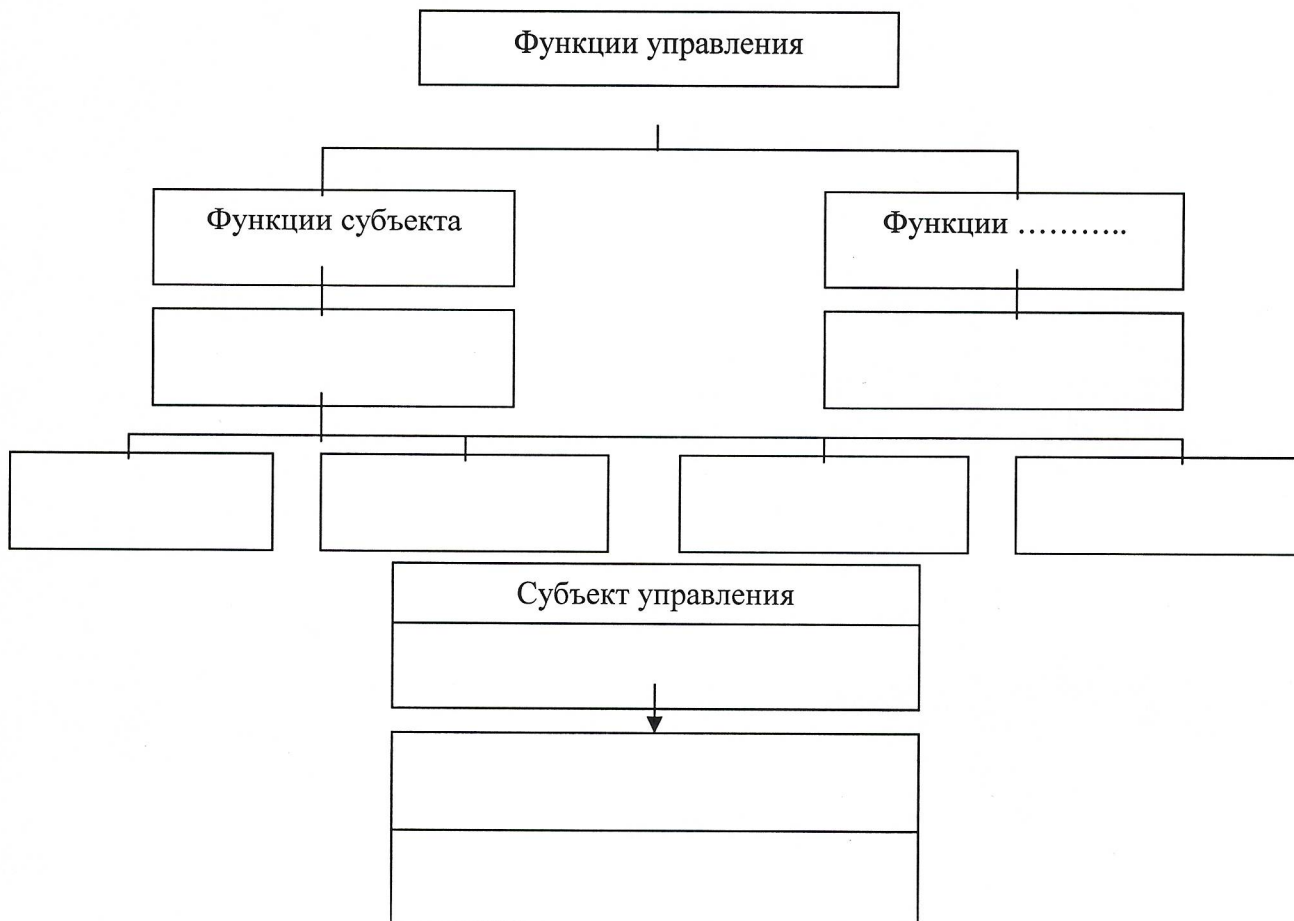 Функции управления
Функции субъекта
Функции ………..
Субъект управления